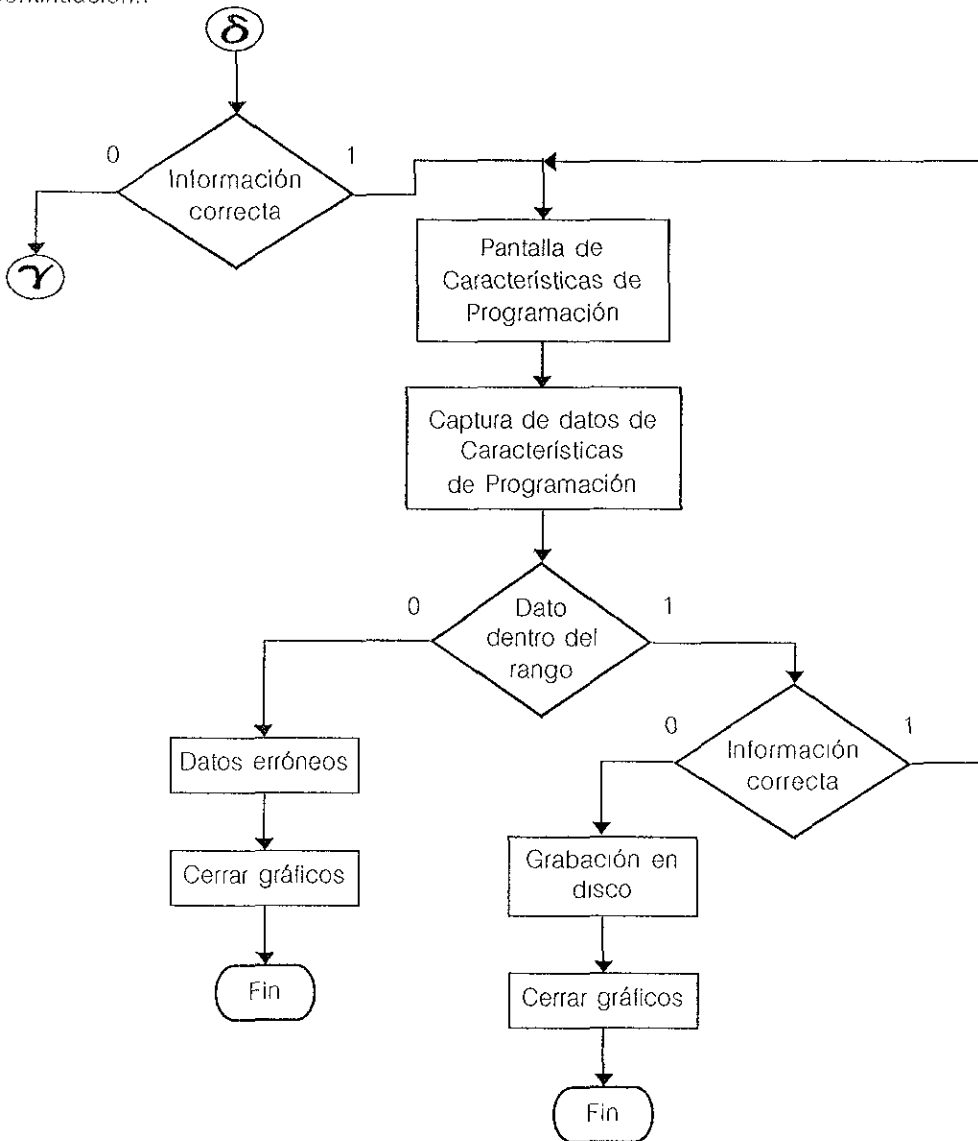 δ
0
1
Información
correcta
γ
Pantalla de
Características de
Programación
Captura de datos de
Características
de Programación
0
1
Dato
dentro del
rango
0
1
Información
correcta
Datos erróneos
Grabación en
disco
Cerrar gráficos
Cerrar gráficos
Fin
Fin